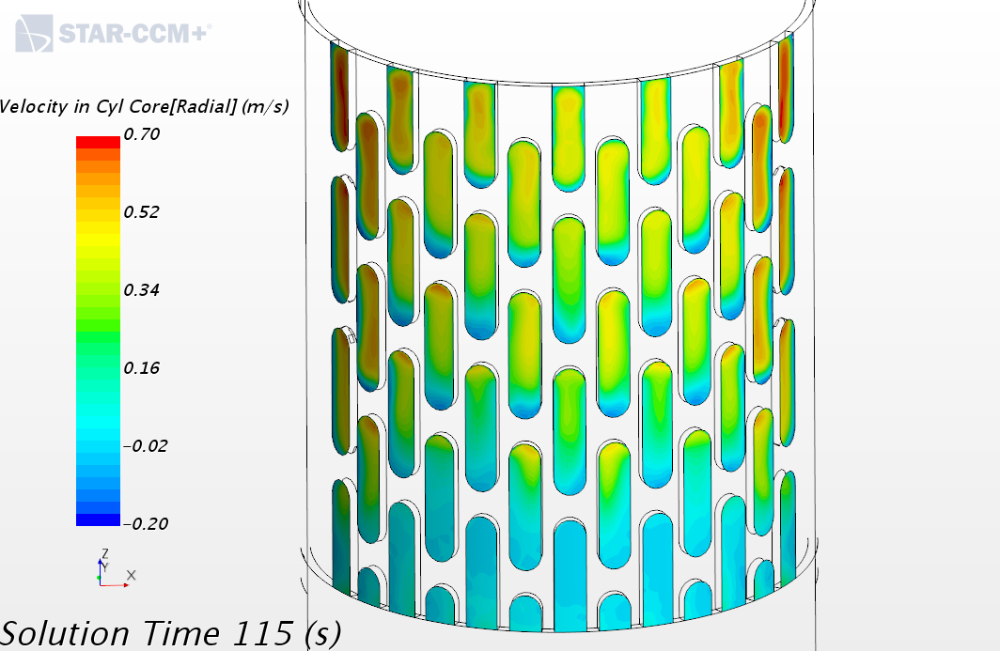 STAR-CCM+
Velocity in Cyl Core[Radial] (m/s)
0.70
0.52
0.34
0.16
-0.02
-0.20
Z
Y
X
Solution Time 115 (s)